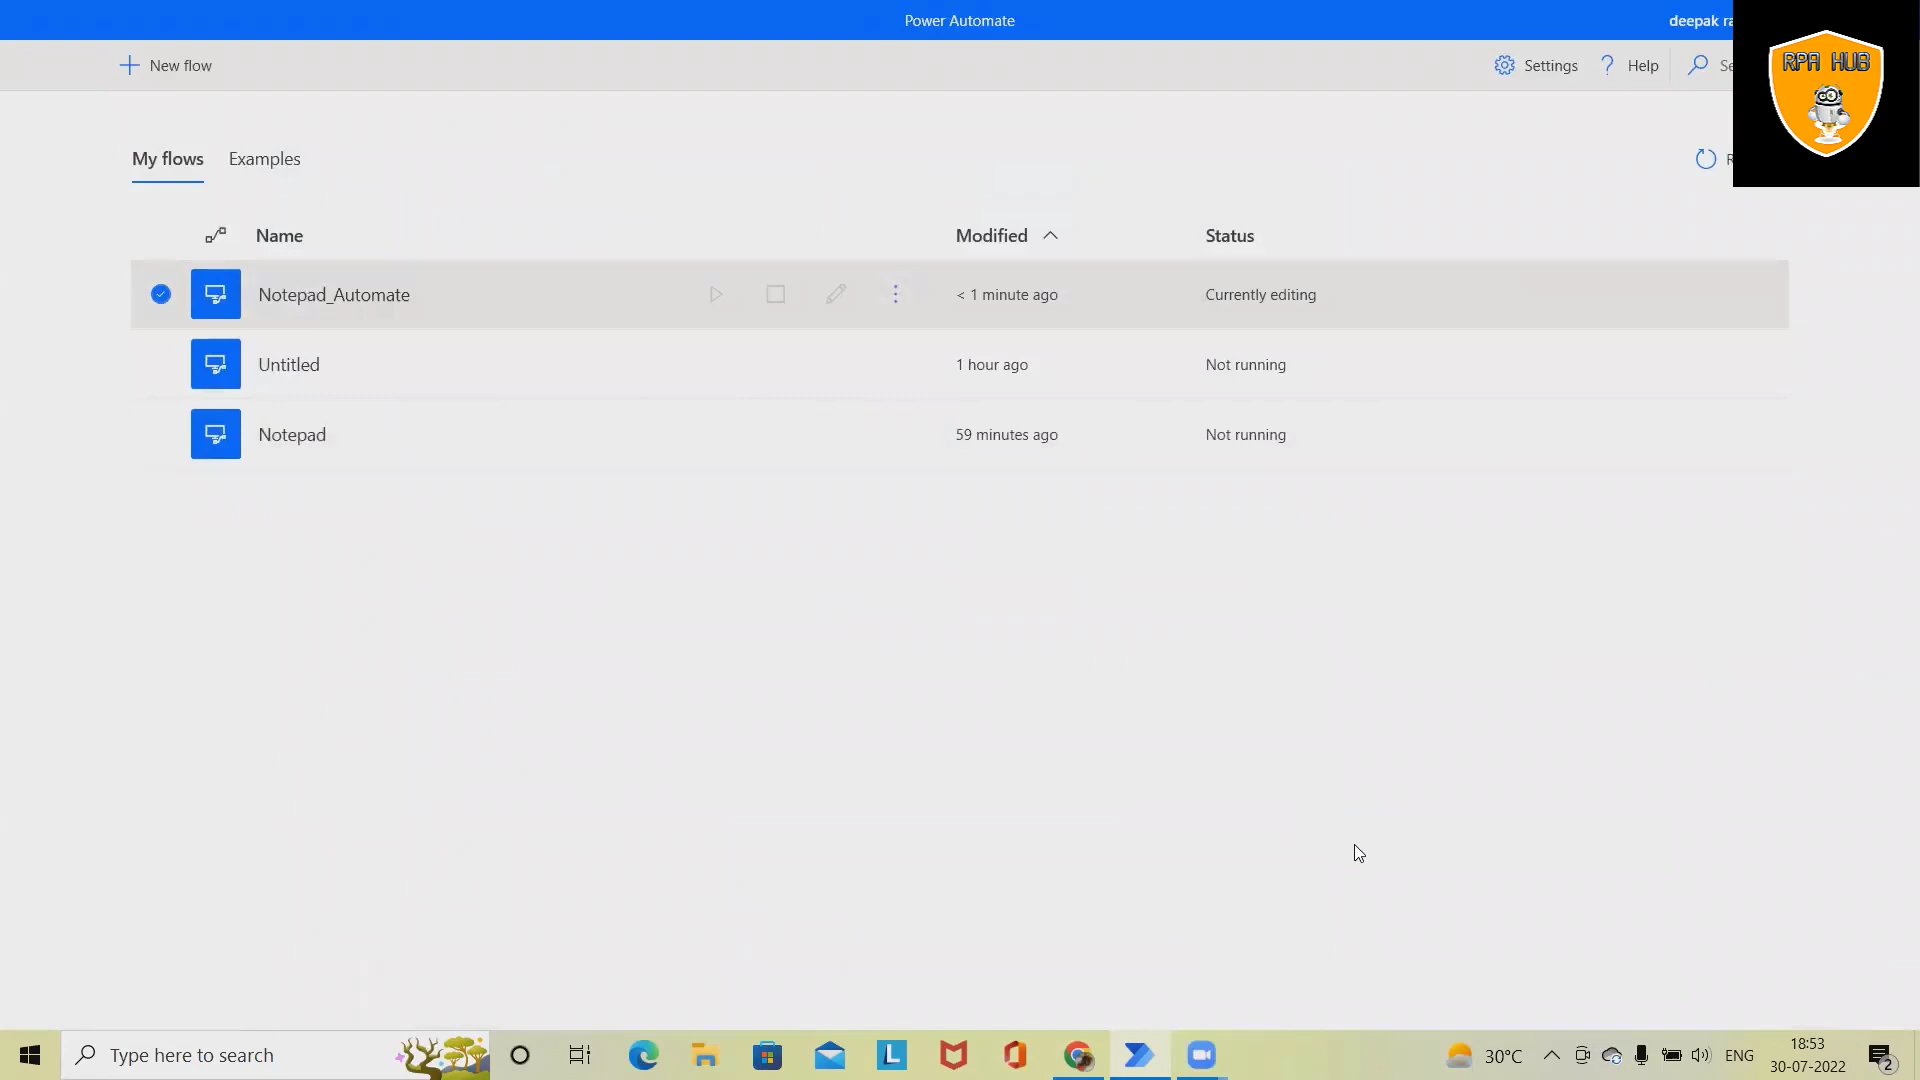 Power Automate
deepak
New flow
Settings
Help
RPA HUB
My flows
Examples
Name
Modified
Status
Notepad_Automate
< 1 minute ago
Currently editing
Untitled
1 hour ago
Not running
Notepad
59 minutes ago
Not running
Type here to search
L
30°C
ENG
18:53
30-07-2022
2